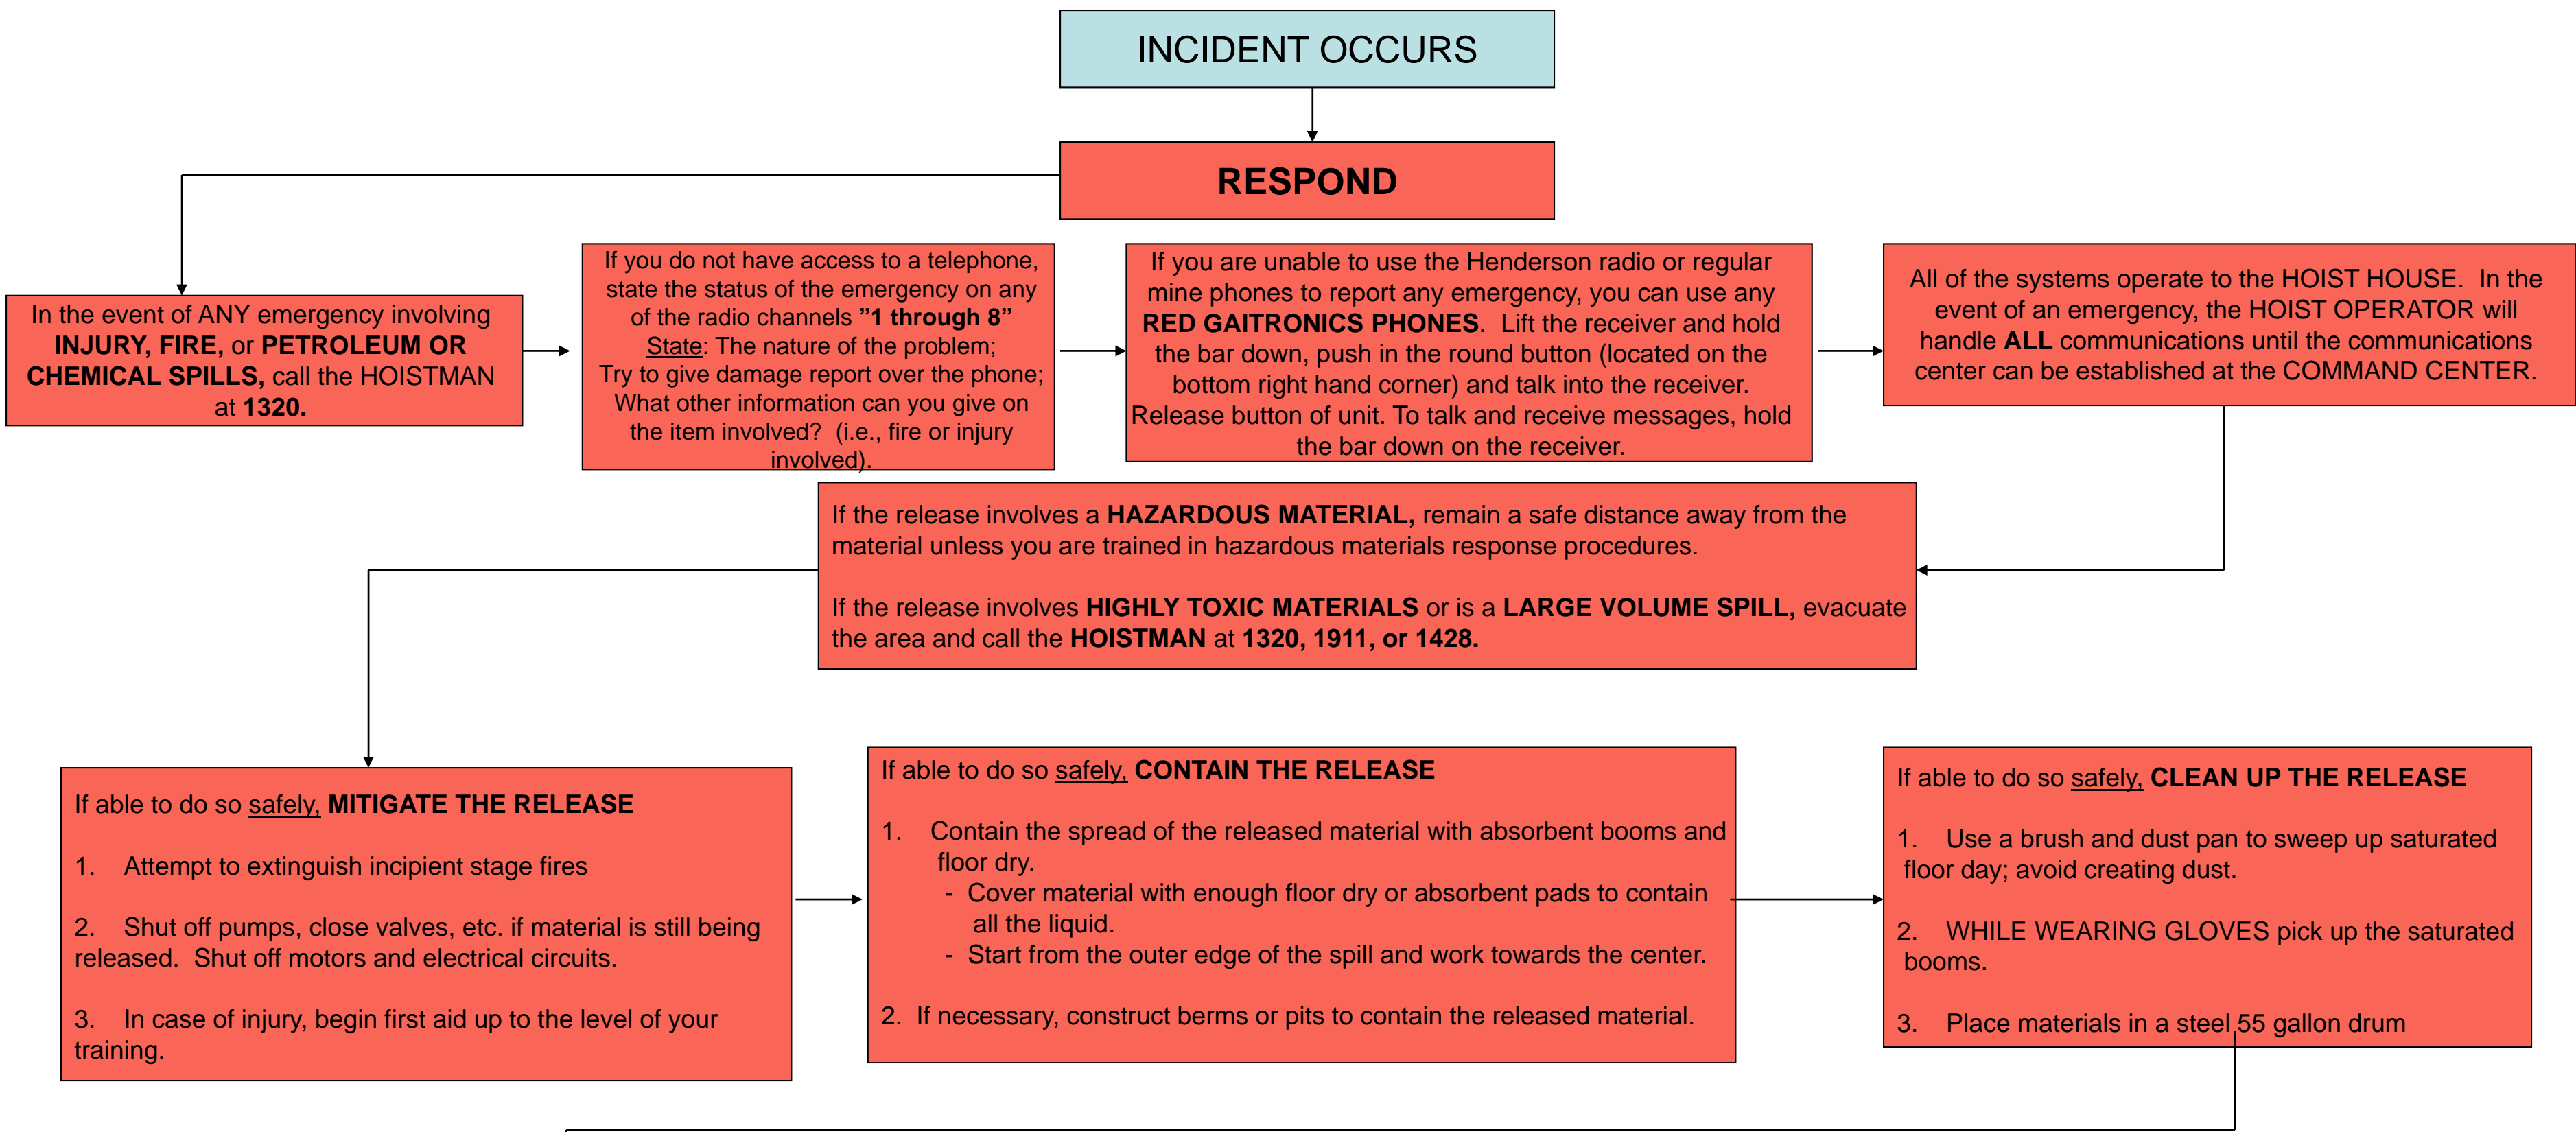 INCIDENT OCCURS
RESPOND
In the event of ANY emergency involving
INJURY, FIRE, or PETROLEUM OR
CHEMICAL SPILLS, call the HOISTMAN
at 1320.
If you do not have access to a telephone,
state the status of the emergency on any
of the radio channels ”1 through 8”
State: The nature of the problem;
Try to give damage report over the phone;
What other information can you give on
the item involved?  (i.e., fire or injury
involved).
If you are unable to use the Henderson radio or regular
mine phones to report any emergency, you can use any
RED GAITRONICS PHONES.  Lift the receiver and hold
the bar down, push in the round button (located on the
bottom right hand corner) and talk into the receiver.
Release button of unit. To talk and receive messages, hold
the bar down on the receiver.
All of the systems operate to the HOIST HOUSE.  In the
event of an emergency, the HOIST OPERATOR will
handle ALL communications until the communications
center can be established at the COMMAND CENTER.
If the release involves a HAZARDOUS MATERIAL, remain a safe distance away from the
material unless you are trained in hazardous materials response procedures.
If the release involves HIGHLY TOXIC MATERIALS or is a LARGE VOLUME SPILL, evacuate
the area and call the HOISTMAN at 1320, 1911, or 1428.
If able to do so safely, MITIGATE THE RELEASE
1.    Attempt to extinguish incipient stage fires
2.    Shut off pumps, close valves, etc. if material is still being
released.  Shut off motors and electrical circuits.
3.    In case of injury, begin first aid up to the level of your
training.
If able to do so safely, CONTAIN THE RELEASE
1.    Contain the spread of the released material with absorbent booms and
floor dry.
-  Cover material with enough floor dry or absorbent pads to contain
all the liquid.
-  Start from the outer edge of the spill and work towards the center.
2.  If necessary, construct berms or pits to contain the released material.
If able to do so safely, CLEAN UP THE RELEASE
1.    Use a brush and dust pan to sweep up saturated
floor day; avoid creating dust.
2.    WHILE WEARING GLOVES pick up the saturated
booms.
3.    Place materials in a steel 55 gallon drum